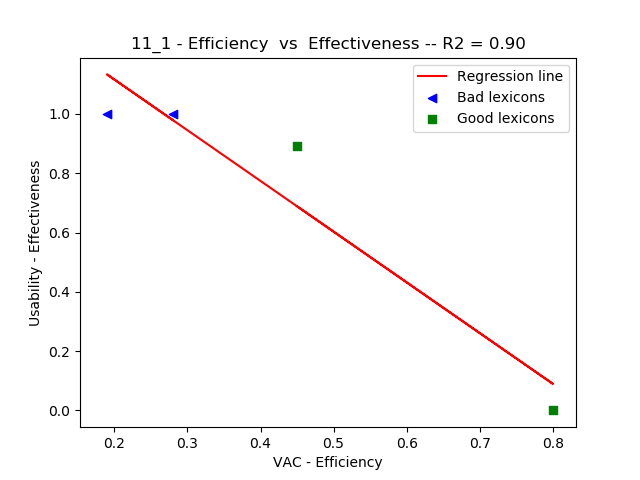 11_1 - Efficiency  vs  Effectiveness -- R2 = 0.90
Regression line
Bad lexicons
Good lexicons
1.0
0.8
0.6
0.4
0.2
0.0
Usability - Effectiveness
0.2 0.3 0.4 0.5 0.6 0.7 0.8
VAC - Efficiency